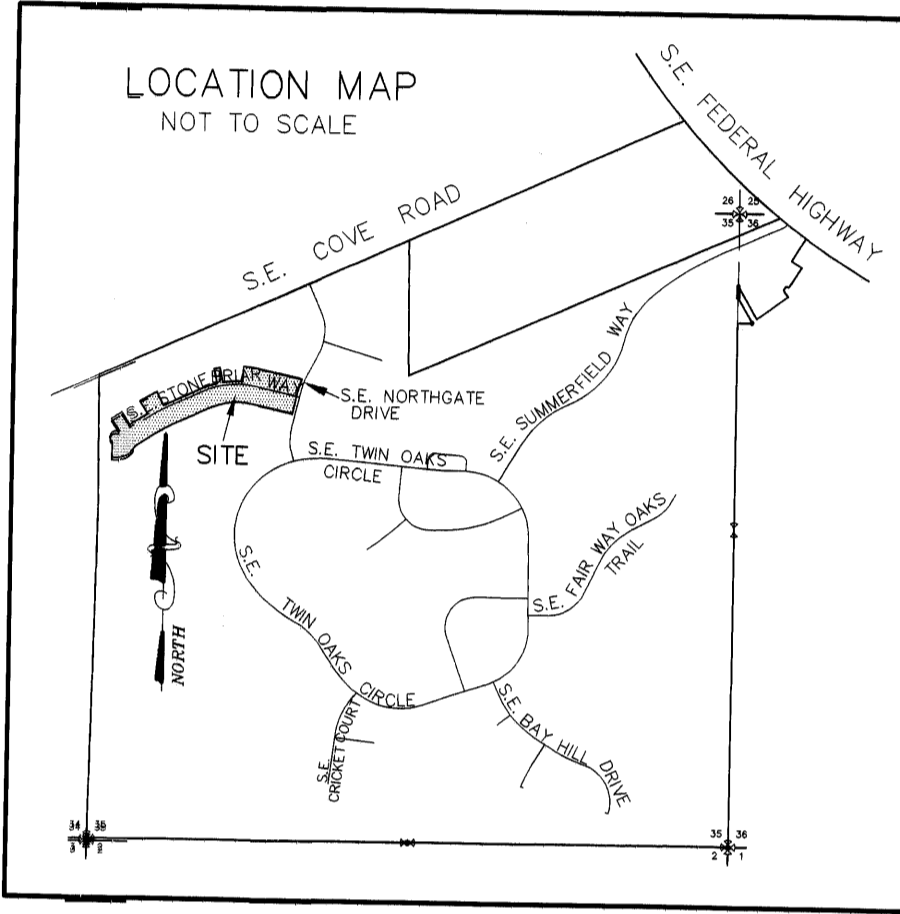 LOCATION MAP
NOT TO SCALE
S.E. FEDERAL HIGHWAY
S.E. COVE ROAD
26 25
35 36
S.E. SUMMERFIELD WAY
S.E. STONE BRIAR WAY
S.E. NORTHGATE
DRIVE
SITE
S.E. TWIN OAKS
CIRCLE
S.E. FAIR WAY OAKS
TRAIL
S.E. TWIN OAKS CIRCLE
NORTH
S.E. BAY HILL DRIVE
S.E.
CRICKET COURT
34 35
3 2
35 36
2 1